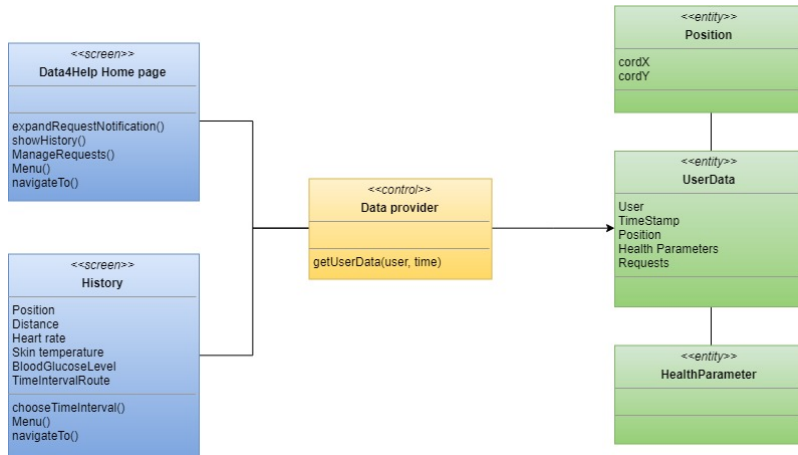 <<screen>>
Data4Help Home page
expandRequestNotification()
showHistory()
ManageRequests()
Menu()
navigateTo()
<<screen>>
History
Position
Distance
Heart rate
Skin temperature
BloodGlucoseLevel
TimeIntervalRoute
chooseTimeInterval()
Menu()
navigateTo()
<<control>>
Data provider
getUserData(user, time)
<<entity>>
Position
cordX
cordY
<<entity>>
UserData
User
TimeStamp
Position
Health Parameters
Requests
<<entity>>
HealthParameter